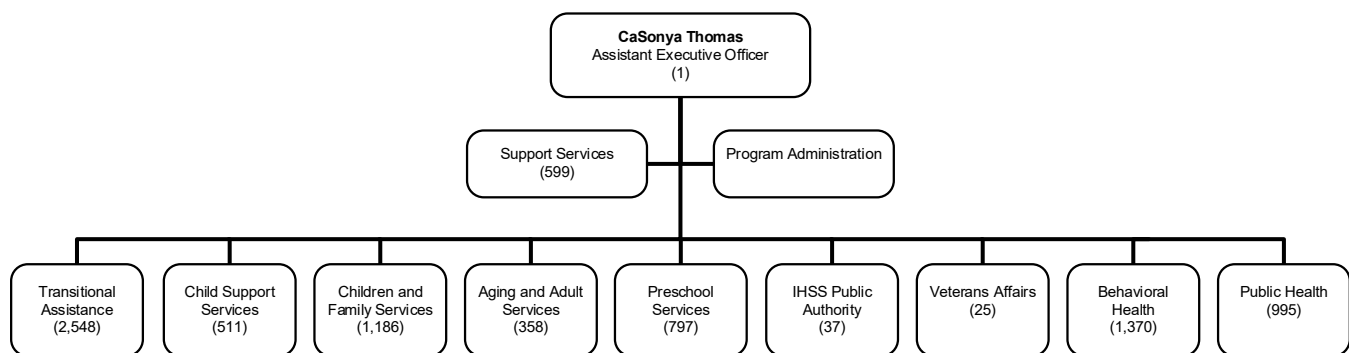 CaSonya Thomas
Assistant Executive Officer
(1)
Support Services
(599)
Program Administration
Transitional
Assistance
(2,548)
Child Support
Services
(511)
Children and
Family Services
(1,186)
Aging and Adult
Services
(358)
Preschool
Services
(797)
IHSS Public
Authority
(37)
Veterans Affairs
(25)
Behavioral
Health
(1,370)
Public Health
(995)